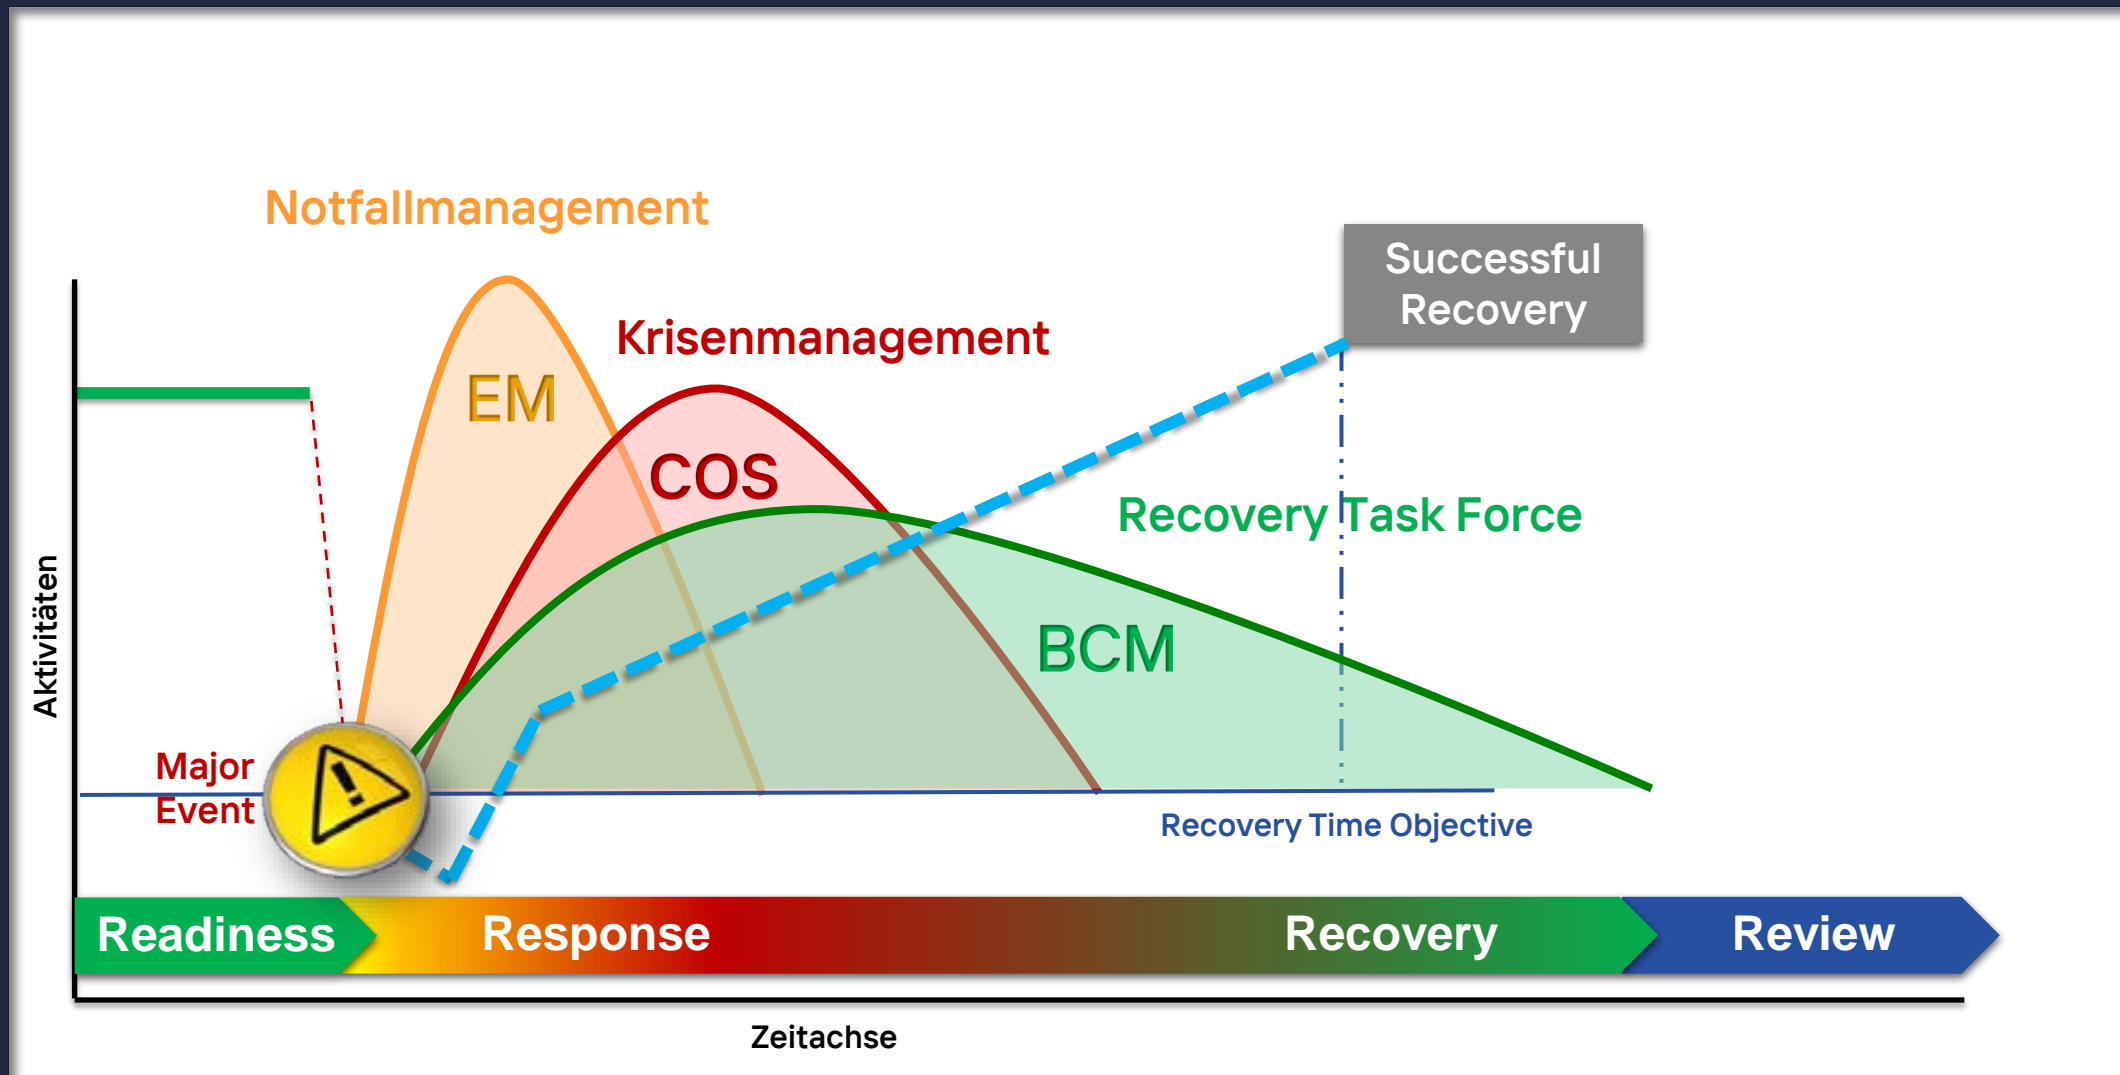 Notfallmanagement
Successful
Recovery
Krisenmanagement
EM
COS
Recovery Task Force
BCM
Aktivitäten
Major
Event
!
Recovery Time Objective
Readiness
Response
Recovery
Review
Zeitachse